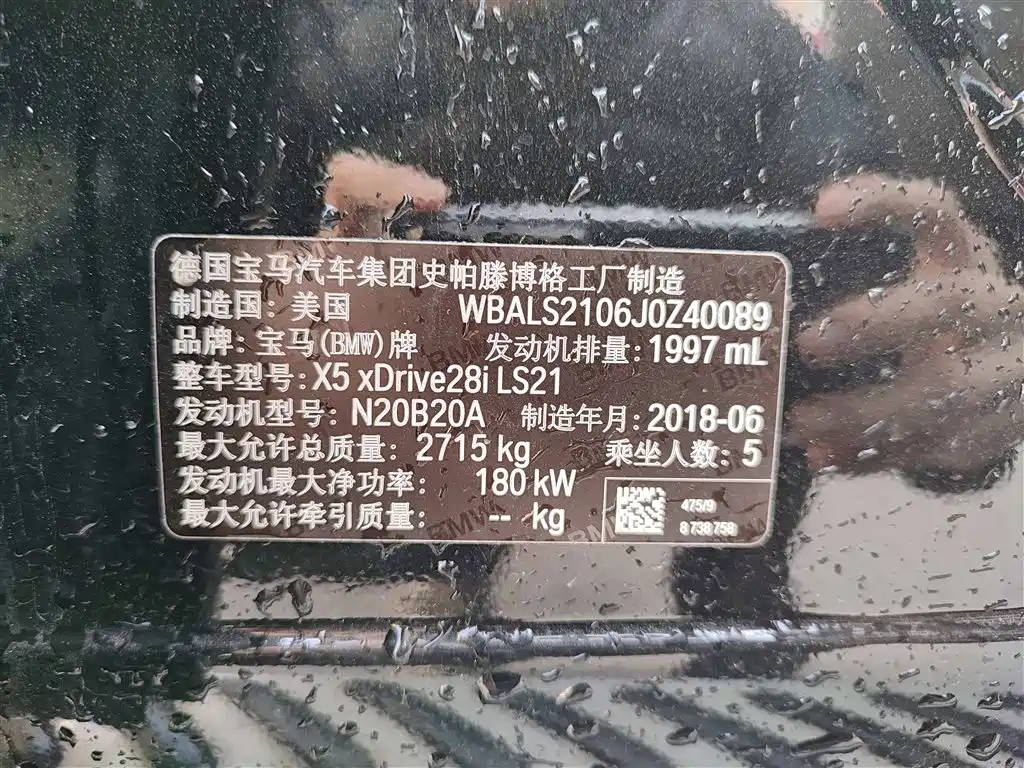 德国宝马汽车集团史帕滕博格工厂制造
制造国: 美国 WBALS2106J0Z40089
品牌: 宝马(BMW)牌 发动机排量: 1997 mL
整车型号: X5 xDrive28i LS21
发动机型号: N20B20A 制造年月: 2018-06
最大允许总质量: 2715 kg 乘坐人数: 5
发动机最大净功率: 180 kW
最大允许牵引质量: -- kg
475/9
8 738 758